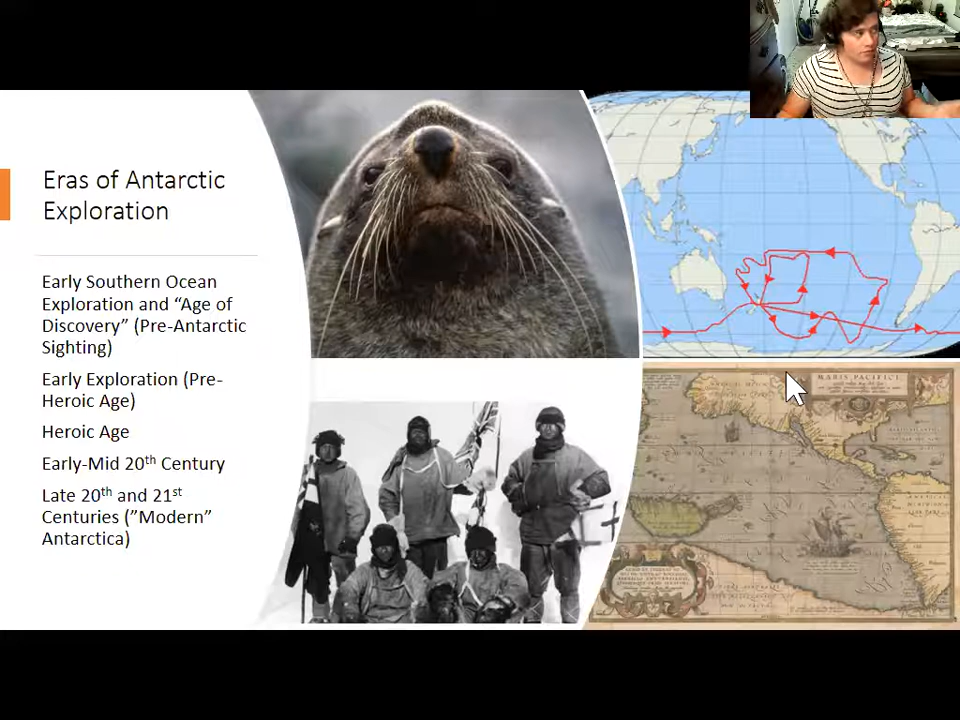 Eras of Antarctic
Exploration
Early Southern Ocean
Exploration and “Age of
Discovery” (Pre-Antarctic
Sighting)
Early Exploration (Pre-
Heroic Age)
Heroic Age
Early-Mid 20th Century
Late 20th and 21st
Centuries (”Modern”
Antarctica)
MARIS PACIFICI